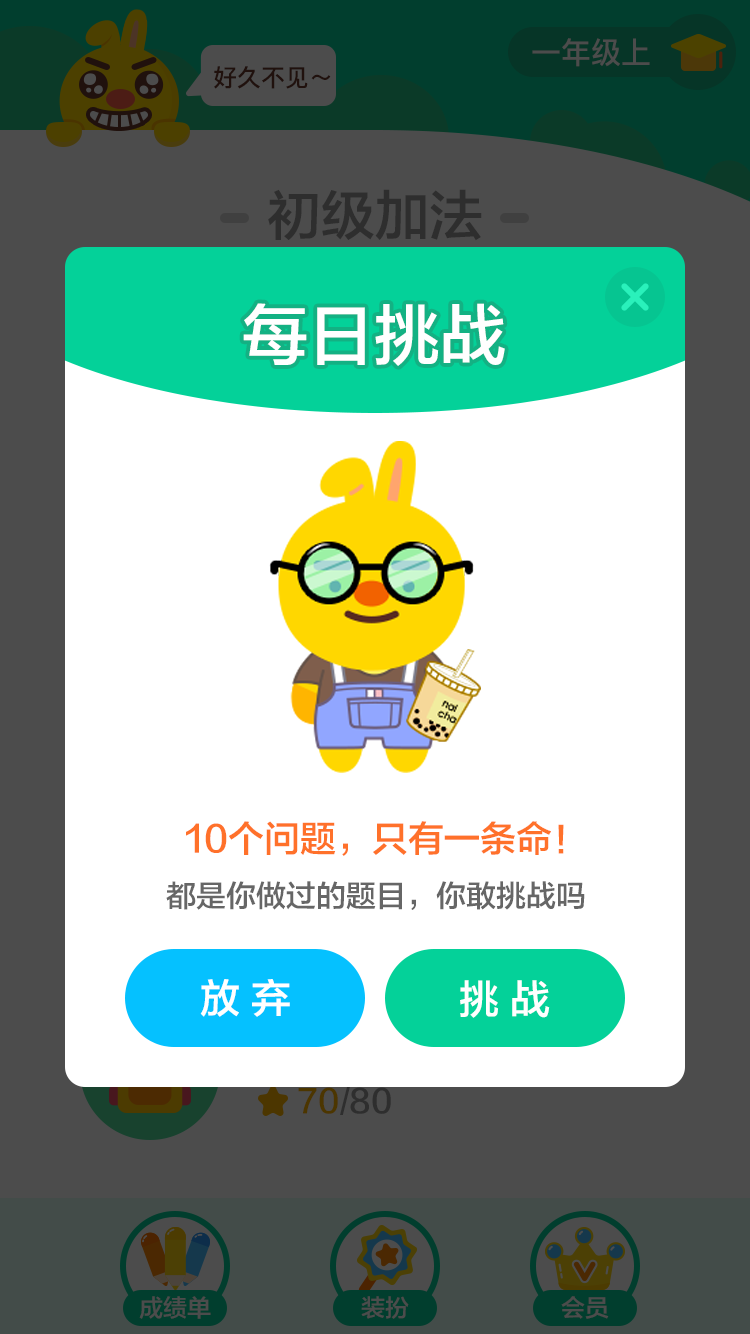 好久不见～
一年级上
初级加法
每日挑战
nai
cha
10个问题，只有一条命！
都是你做过的题目，你敢挑战吗
放弃
挑战
70/80
成绩单
装扮
会员